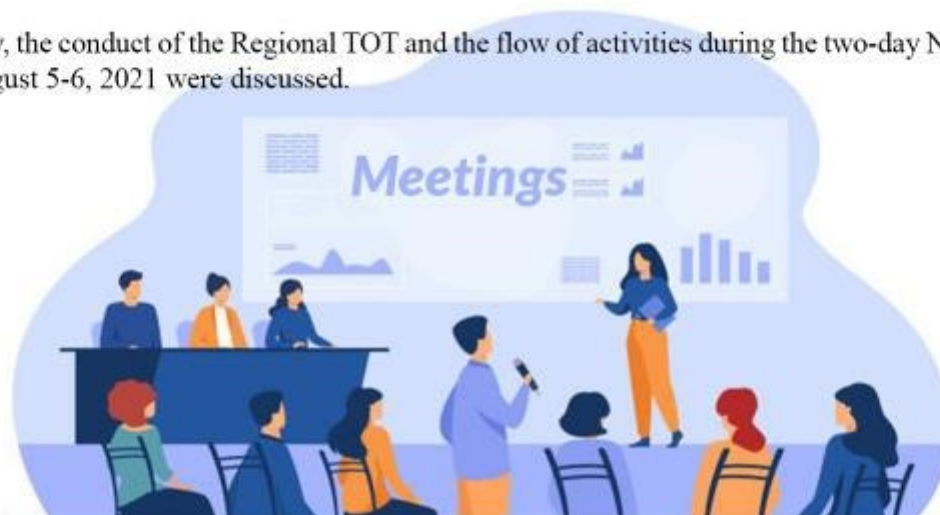 , the conduct of the Regional TOT and the flow of activities during the two-day N
gust 5-6, 2021 were discussed.
Meetings